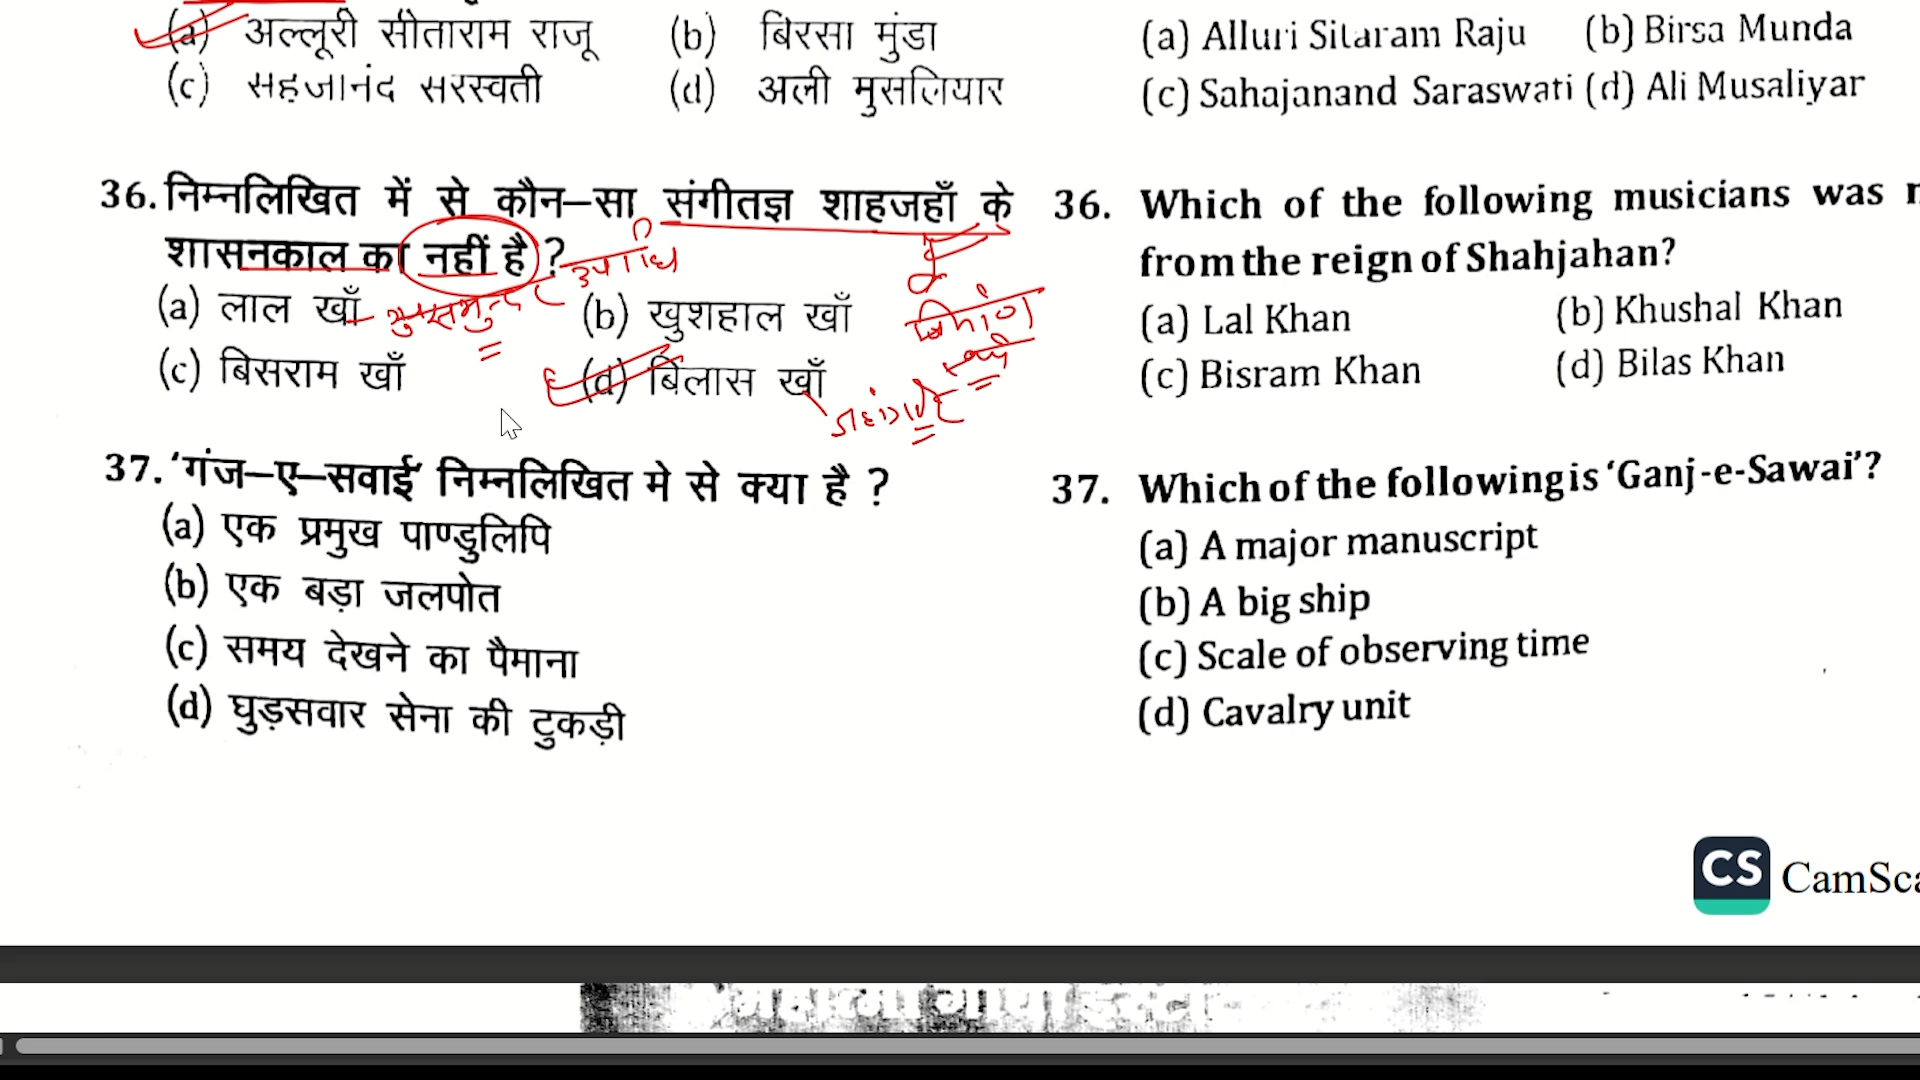 (a) अल्लूरी सीताराम राजू (b) बिरसा मुंडा
(c) सहजानंद सरस्वती (d) अली मुसलियार
36. निम्नलिखित में से कौन–सा संगीतज्ञ शाहजहाँ के
शासनकाल का नहीं है ?
उपाधि
(a) लाल खाँ (b) खुशहाल खाँ
(c) बिसराम खाँ (d) बिलास खाँ
37. ‘गंज–ए–सवाई’ निम्नलिखित मे से क्या है ?
(a) एक प्रमुख पाण्डुलिपि
(b) एक बड़ा जलपोत
(c) समय देखने का पैमाना
(d) घुड़सवार सेना की टुकड़ी
(a) Alluri Sitaram Raju (b) Birsa Munda
(c) Sahajanand Saraswati (d) Ali Musaliyar
36. Which of the following musicians was
from the reign of Shahjahan?
(a) Lal Khan (b) Khushal Khan
(c) Bisram Khan (d) Bilas Khan
37. Which of the following is ‘Ganj-e-Sawai’?
(a) A major manuscript
(b) A big ship
(c) Scale of observing time
(d) Cavalry unit
CS CamSca